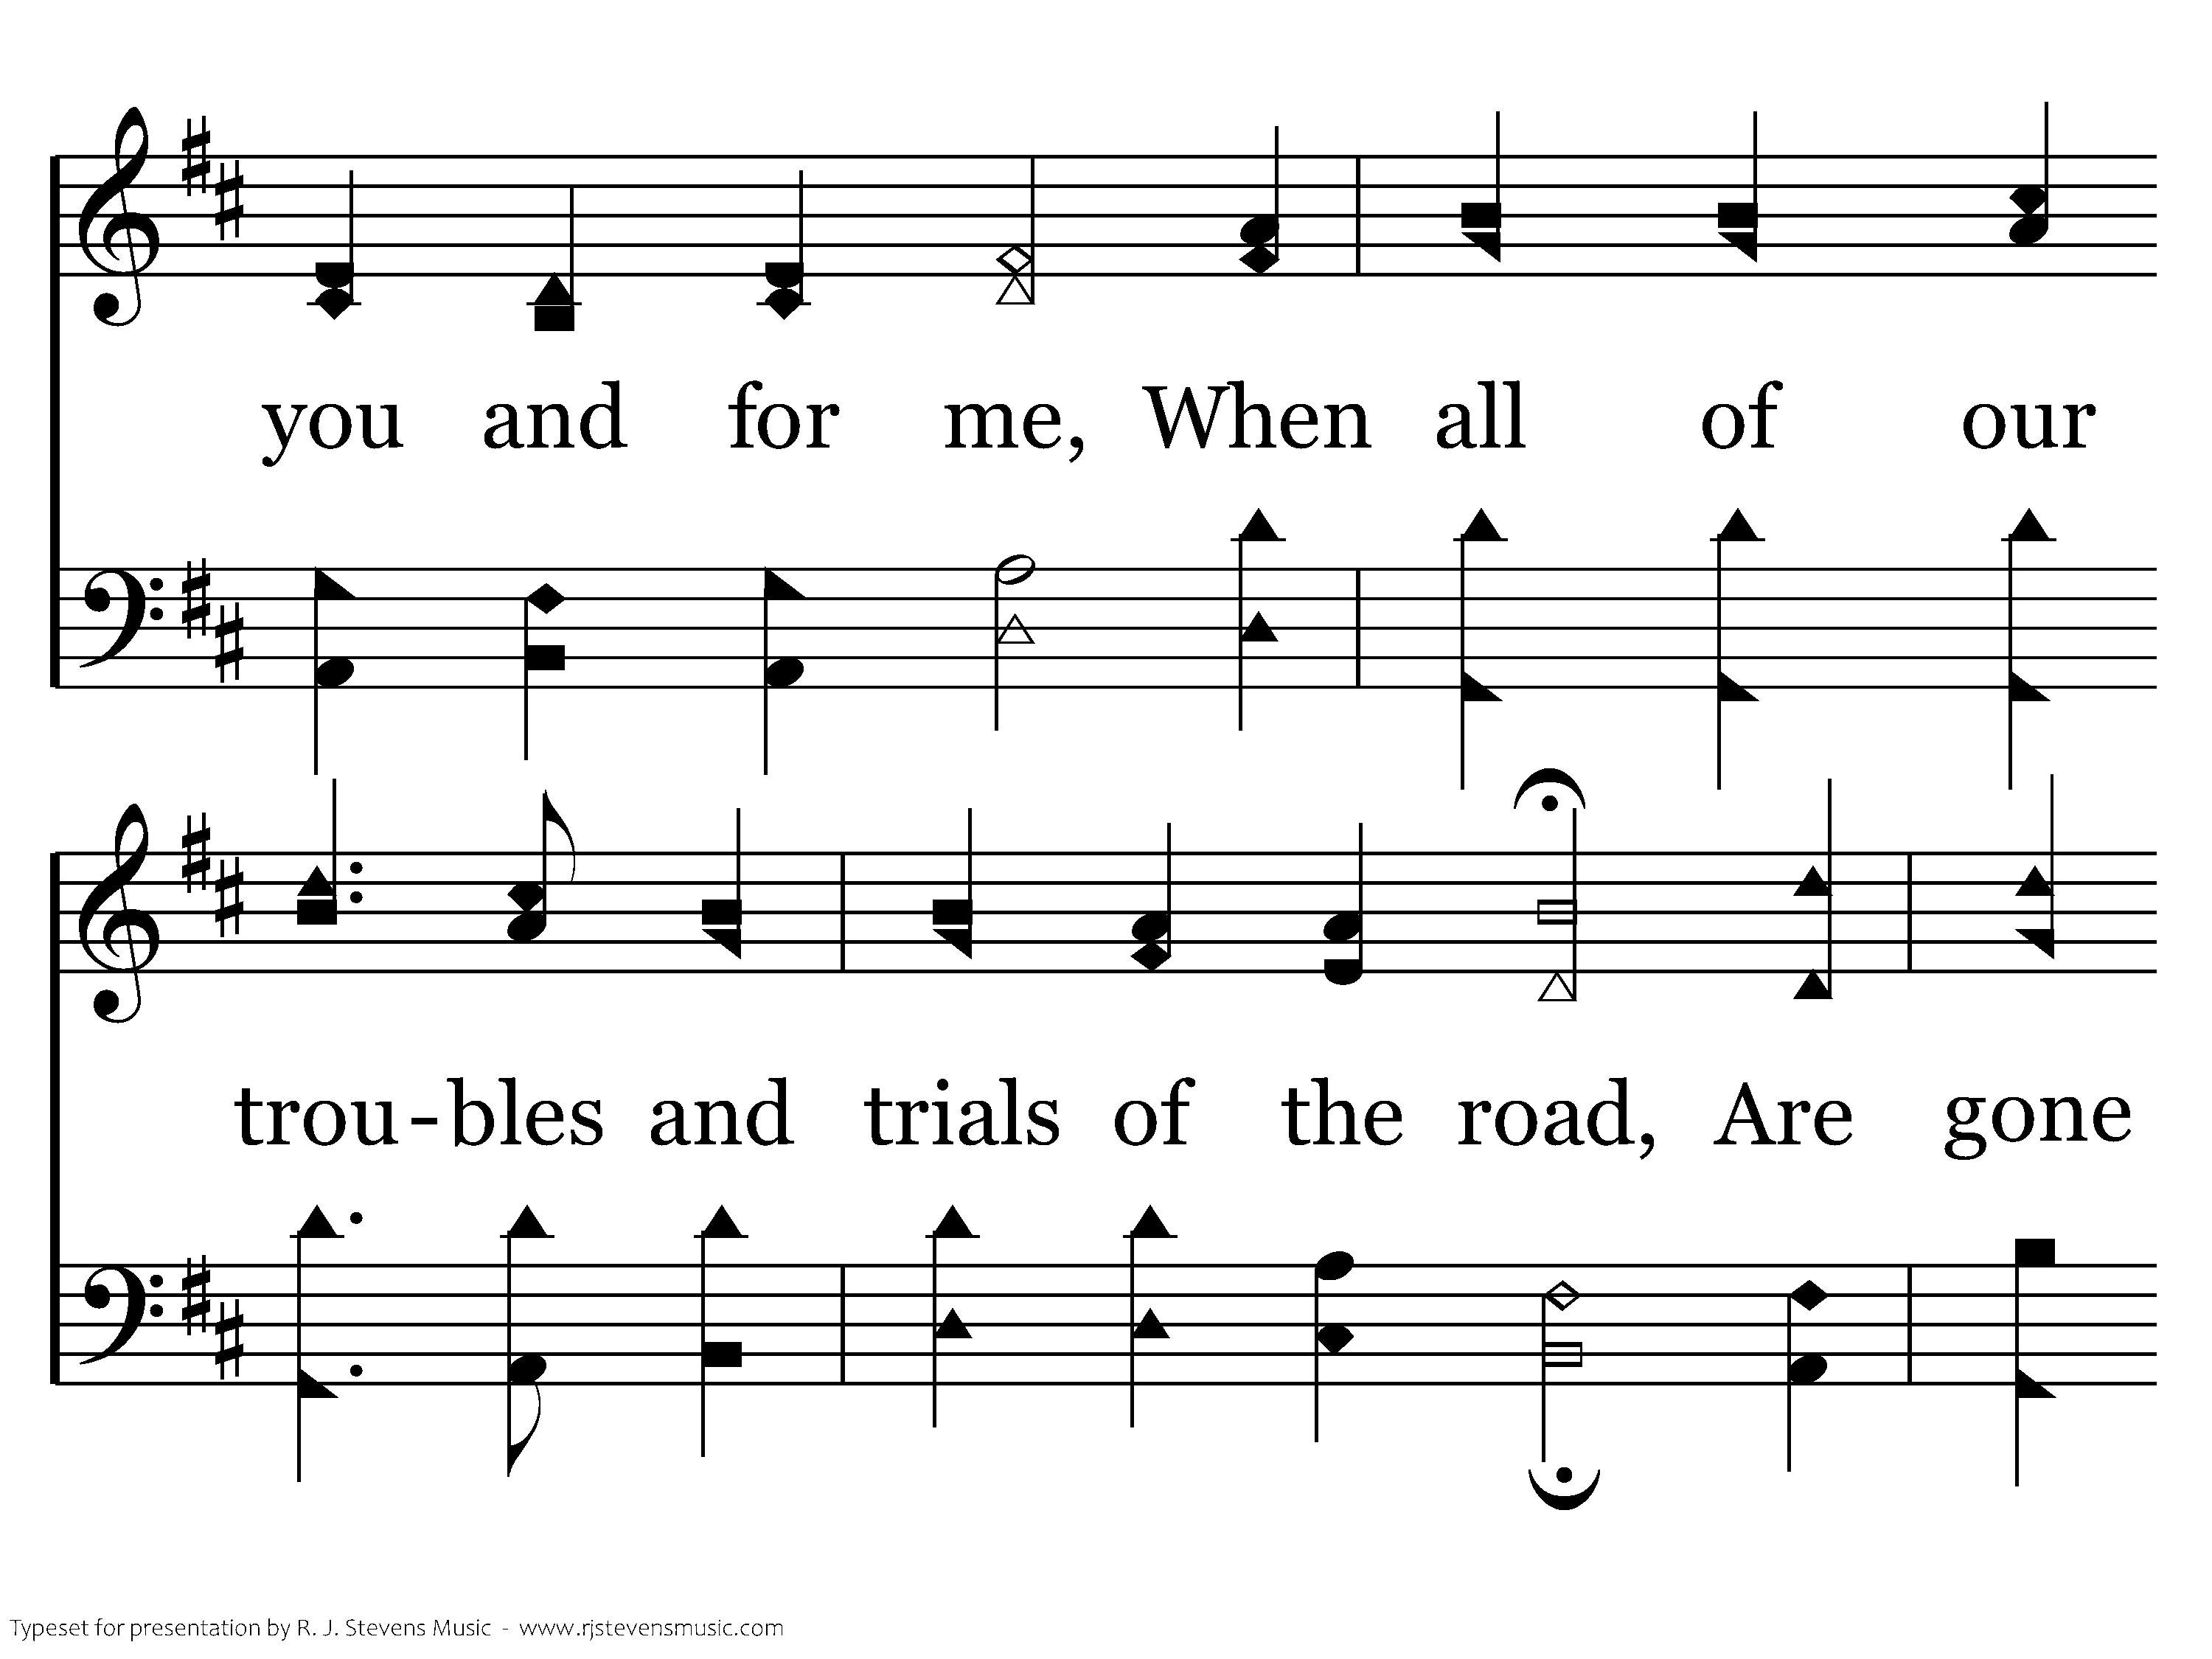 you and for me, When all of our
trou-bles and trials of the road, Are gone
Typeset for presentation by R. J. Stevens Music - www.rjstevensmusic.com